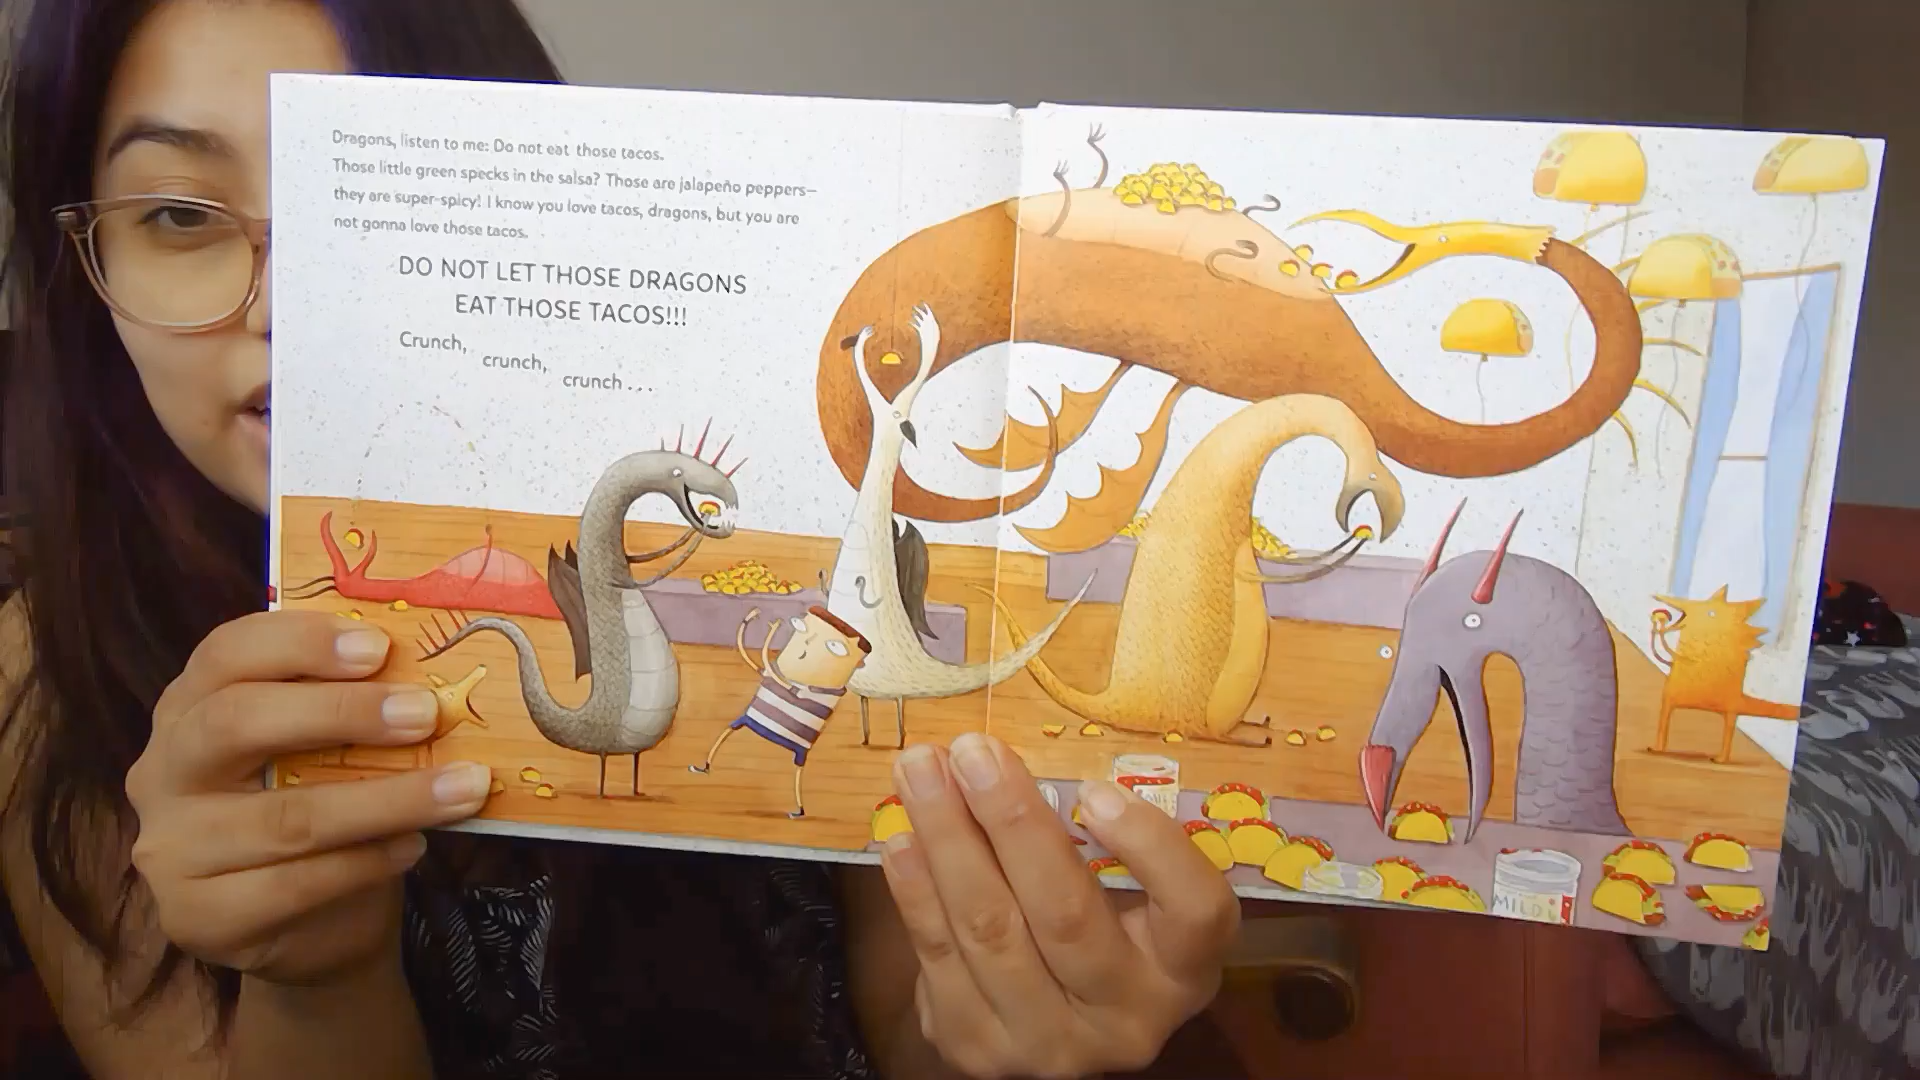 Dragons, listen to me: Do not eat those tacos.
Those little green specks in the salsa? Those are jalapeño peppers—
they are super-spicy! I know you love tacos, dragons, but you are
not gonna love those tacos.
DO NOT LET THOSE DRAGONS
EAT THOSE TACOS!!!
Crunch,
crunch,
crunch . . .
MILD